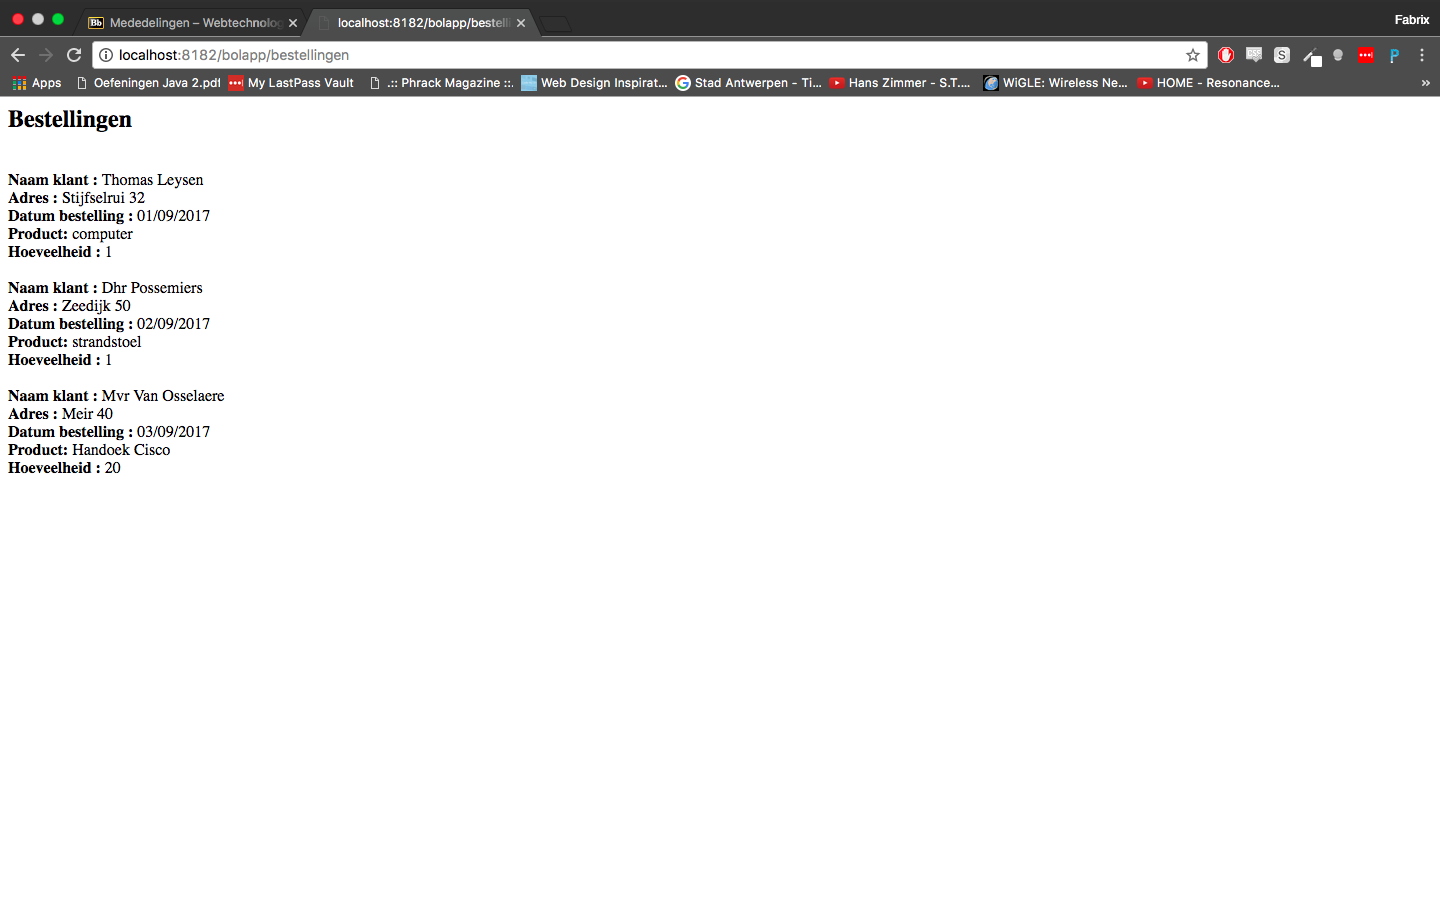 Mededelingen – Webtechnolog
localhost:8182/bolapp/bestell
Fabrix
localhost:8182/bolapp/bestellingen
Apps Oefeningen Java 2.pdf My LastPass Vault .:: Phrack Magazine ::. Web Design Inspirat... Stad Antwerpen - Ti... Hans Zimmer - S.T.... WiGLE: Wireless Ne... HOME - Resonance... »
Bestellingen
Naam klant : Thomas Leysen
Adres : Stijfselrui 32
Datum bestelling : 01/09/2017
Product: computer
Hoeveelheid : 1
Naam klant : Dhr Possemiers
Adres : Zeedijk 50
Datum bestelling : 02/09/2017
Product: strandstoel
Hoeveelheid : 1
Naam klant : Mvr Van Osselaere
Adres : Meir 40
Datum bestelling : 03/09/2017
Product: Handoek Cisco
Hoeveelheid : 20